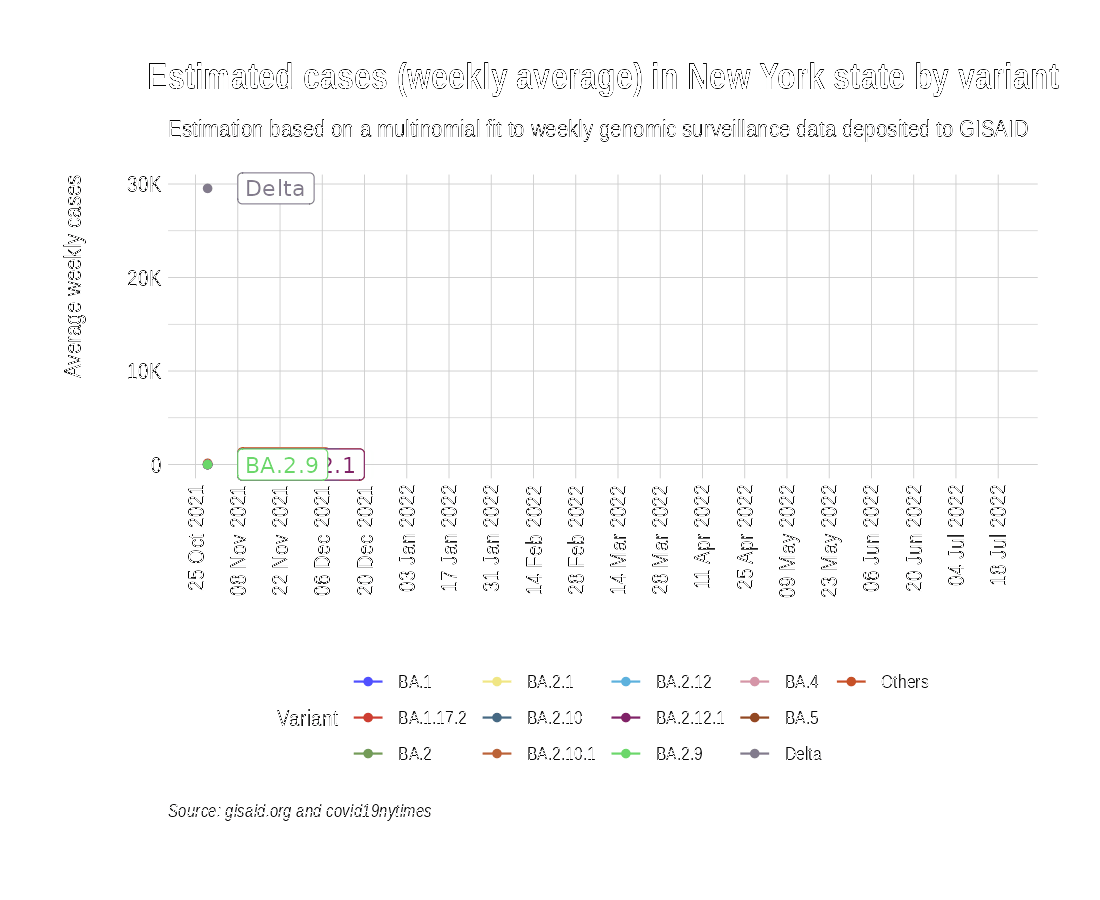 Estimated cases (weekly average) in New York state by variant
Estimation based on a multinomial fit to weekly genomic surveillance data deposited to GISAID
Average weekly cases
30K
20K
10K
0
Delta
BA.2.9
2.1
25 Oct 2021
08 Nov 2021
22 Nov 2021
06 Dec 2021
20 Dec 2021
03 Jan 2022
17 Jan 2022
31 Jan 2022
14 Feb 2022
28 Feb 2022
14 Mar 2022
28 Mar 2022
11 Apr 2022
25 Apr 2022
09 May 2022
23 May 2022
06 Jun 2022
20 Jun 2022
04 Jul 2022
18 Jul 2022
Variant
BA.1
BA.1.17.2
BA.2
BA.2.1
BA.2.10
BA.2.10.1
BA.2.12
BA.2.12.1
BA.2.9
BA.4
BA.5
Delta
Others
Source: gisaid.org and covid19nytimes